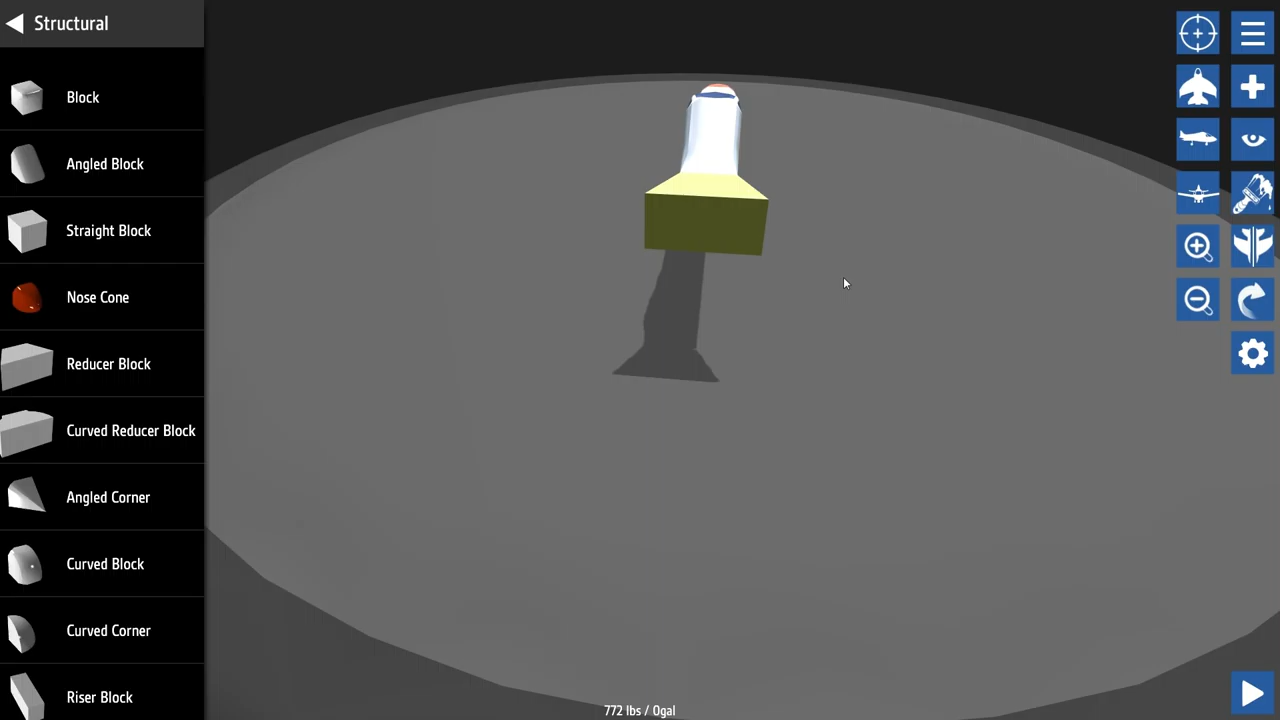 Structural
Block
Angled Block
Straight Block
Nose Cone
Reducer Block
Curved Reducer Block
Angled Corner
Curved Block
Curved Corner
Riser Block
772 lbs / 0gal